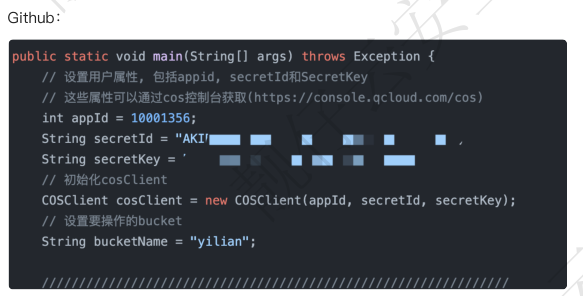 Github:
public static void main(String[] args) throws Exception {
// 设置用户属性, 包括appid, secretId和SecretKey
// 这些属性可以通过cos控制台获取(https://console.qcloud.com/cos)
int appId = 10001356;
String secretId = "AKI
String secretKey =
// 初始化cosClient
COSClient cosClient = new COSClient(appId, secretId, secretKey);
// 设置要操作的bucket
String bucketName = "yilian";
///////////////////////////////////////////////////////////////